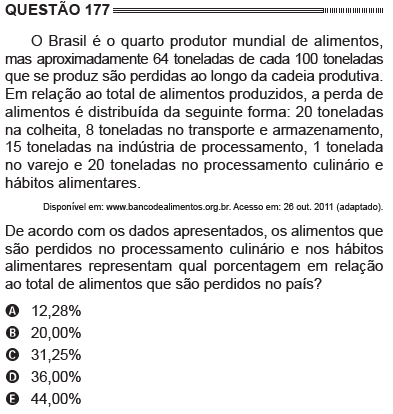 QUESTÃO 177
O Brasil é o quarto produtor mundial de alimentos,
mas aproximadamente 64 toneladas de cada 100 toneladas
que se produz são perdidas ao longo da cadeia produtiva.
Em relação ao total de alimentos produzidos, a perda de
alimentos é distribuída da seguinte forma: 20 toneladas
na colheita, 8 toneladas no transporte e armazenamento,
15 toneladas na indústria de processamento, 1 tonelada
no varejo e 20 toneladas no processamento culinário e
hábitos alimentares.
Disponível em: www.bancodealimentos.org.br. Acesso em: 26 out. 2011 (adaptado).
De acordo com os dados apresentados, os alimentos que
são perdidos no processamento culinário e nos hábitos
alimentares representam qual porcentagem em relação
ao total de alimentos que são perdidos no país?
A 12,28%
B 20,00%
C 31,25%
D 36,00%
E 44,00%